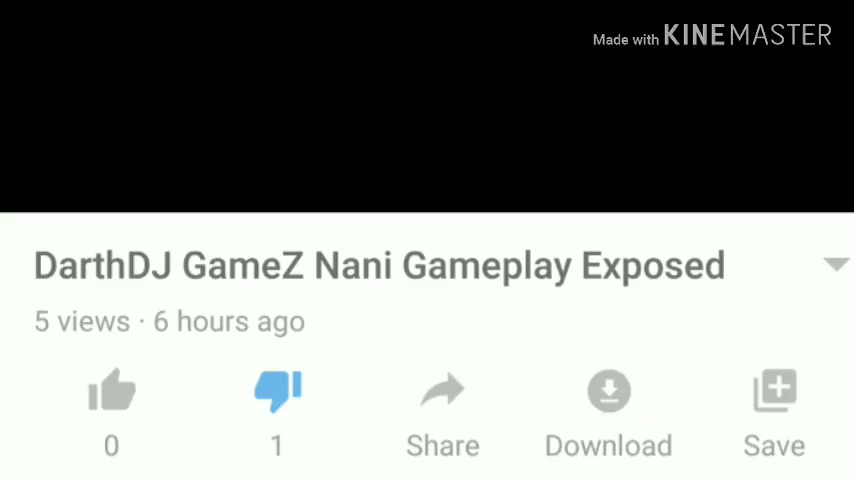 Made with KINEMASTER
DarthDJ GameZ Nani Gameplay Exposed
5 views · 6 hours ago
0 1 Share Download Save